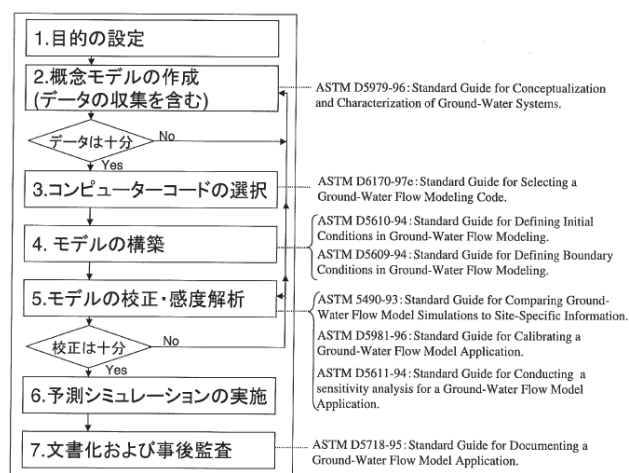 1.目的の設定
2.概念モデルの作成
(データの収集を含む)
ASTM D5979-96: Standard Guide for Conceptualization
and Characterization of Ground-Water Systems.
データは十分
No
Yes
3.コンピューターコードの選択
ASTM D6170-97e: Standard Guide for Selecting a
Ground-Water Flow Modeling Code.
4. モデルの構築
ASTM D5610-94: Standard Guide for Defining Initial
Conditions in Ground-Water Flow Modeling.
ASTM D5609-94: Standard Guide for Defining Boundary
Conditions in Ground-Water Flow Modeling.
5.モデルの校正・感度解析
ASTM 5490-93: Standard Guide for Comparing Ground-
Water Flow Model Simulations to Site-Specific Information.
ASTM D5981-96: Standard Guide for Calibrating a
Ground-Water Flow Model Application.
ASTM D5611-94: Standard Guide for Conducting a
sensitivity analysis for a Ground-Water Flow Model
Application.
校正は十分
No
Yes
6.予測シミュレーションの実施
7.文書化および事後監査
ASTM D5718-95: Standard Guide for Documenting a
Ground-Water Flow Model Application.